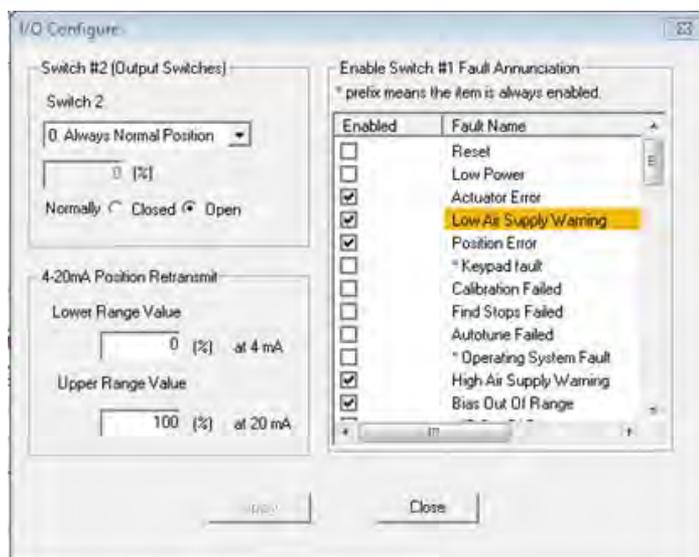 I/O Configure
Switch #2 (Output Switches)
Switch 2
0. Always Normal Position
0 (%)
Normally Closed Open
4-20mA Position Retransmit
Lower Range Value
0 (%) at 4 mA
Upper Range Value
100 (%) at 20 mA
Enable Switch #1 Fault Annunciation
* prefix means the item is always enabled.
Enabled Fault Name
Reset
Low Power
Actuator Error
Low Air Supply Warning
Position Error
* Keypad fault
Calibration Failed
Find Stops Failed
Autotune Failed
* Operating System Fault
High Air Supply Warning
Bias Out Of Range
Close